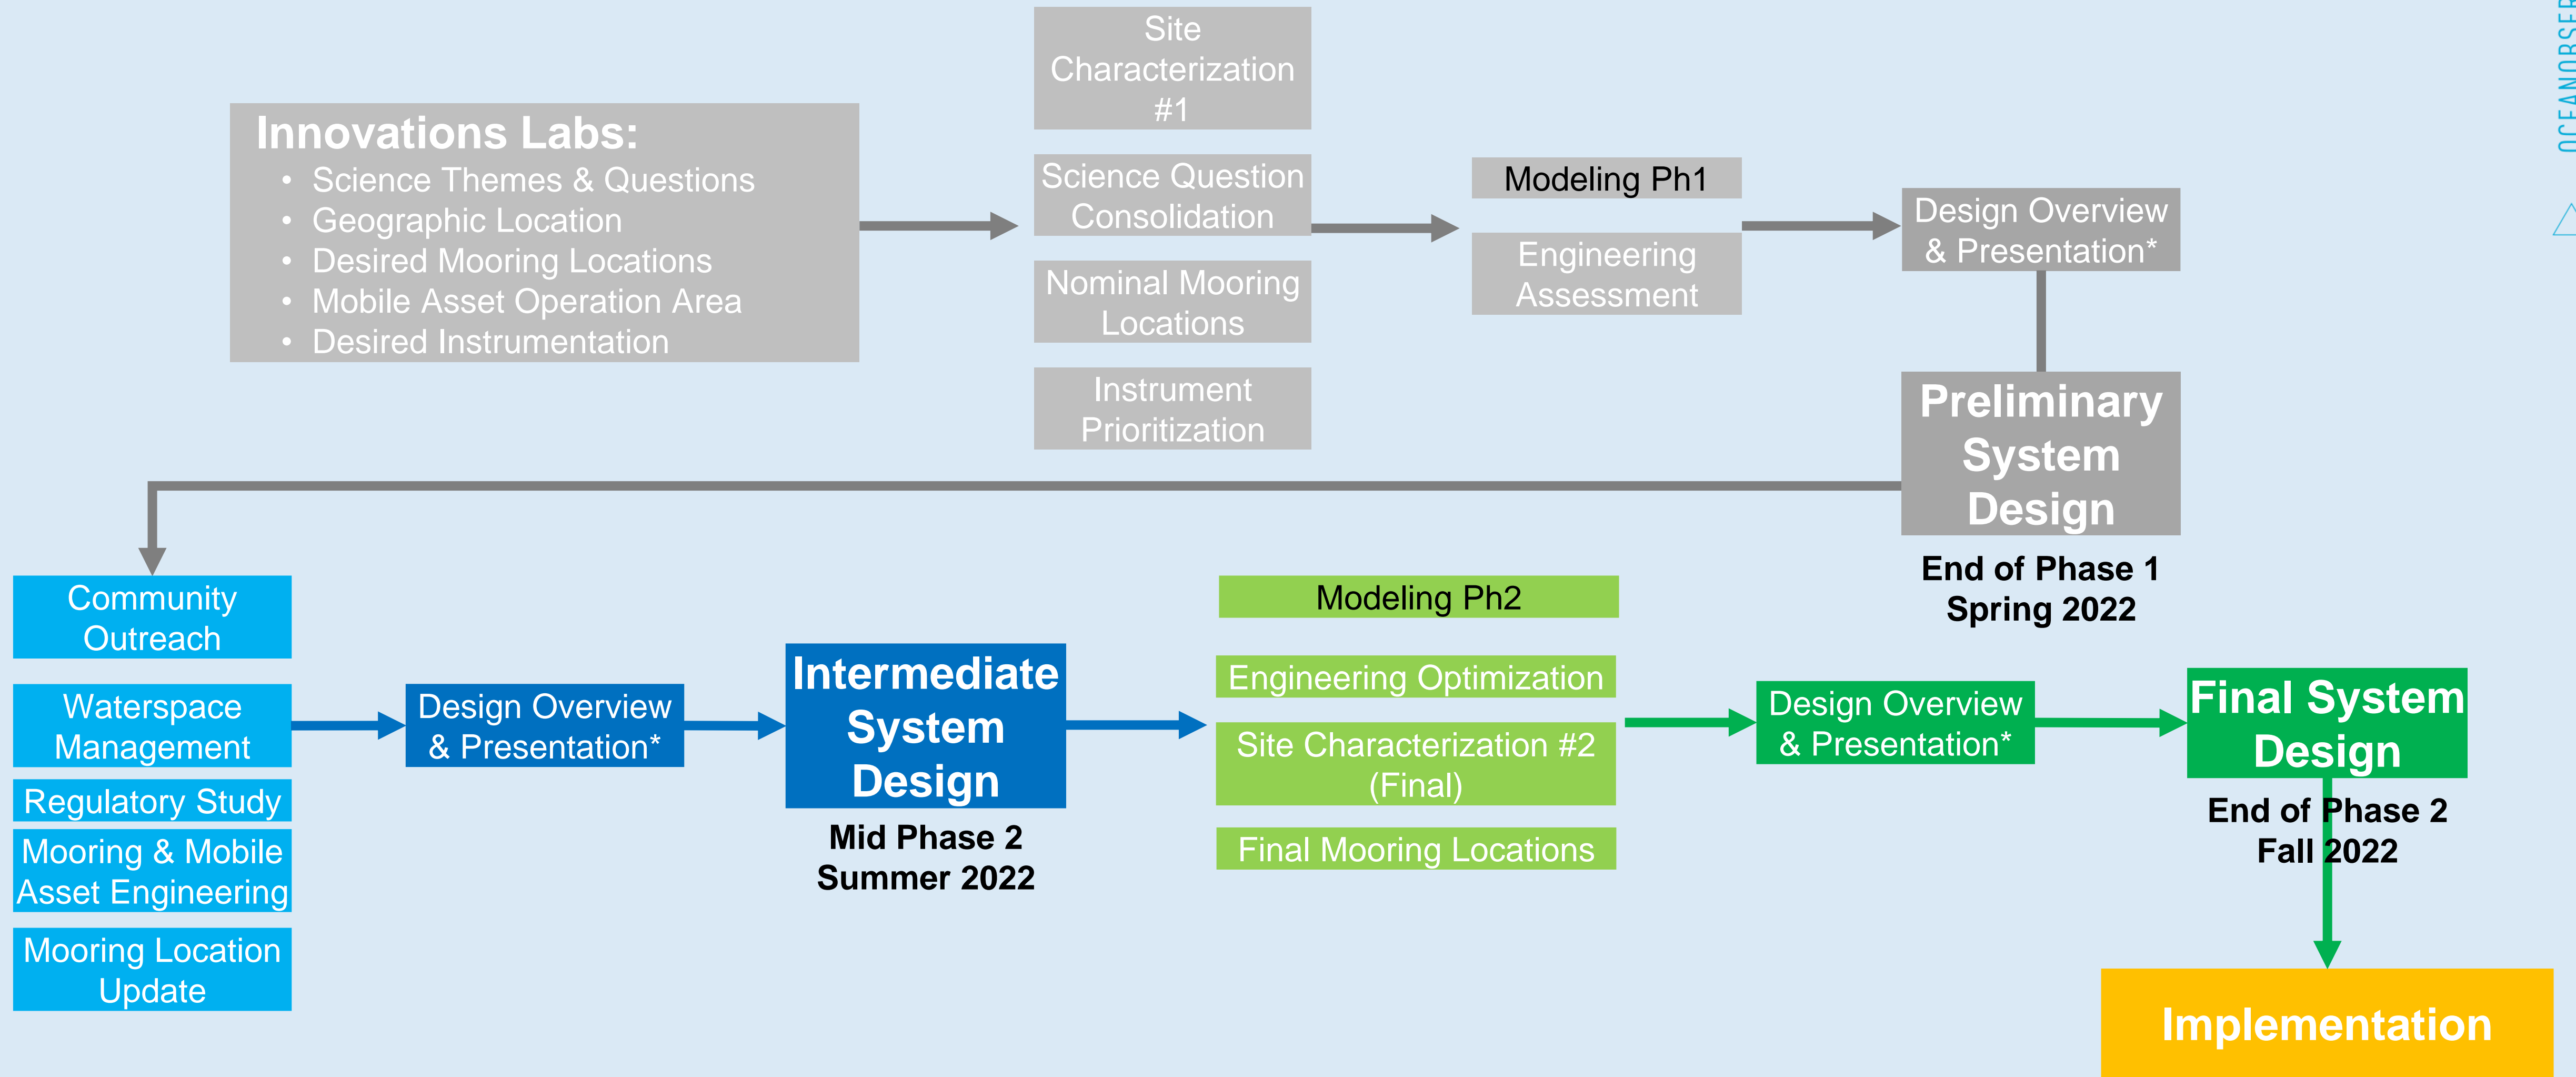 Innovations Labs:
• Science Themes & Questions
• Geographic Location
• Desired Mooring Locations
• Mobile Asset Operation Area
• Desired Instrumentation
Site
Characterization
#1
Science Question
Consolidation
Nominal Mooring
Locations
Instrument
Prioritization
Modeling Ph1
Engineering
Assessment
Design Overview
& Presentation*
Preliminary
System
Design
End of Phase 1
Spring 2022
Community
Outreach
Waterspace
Management
Regulatory Study
Mooring & Mobile
Asset Engineering
Mooring Location
Update
Design Overview
& Presentation*
Intermediate
System
Design
Mid Phase 2
Summer 2022
Modeling Ph2
Engineering Optimization
Site Characterization #2
(Final)
Final Mooring Locations
Design Overview
& Presentation*
Final System
Design
End of Phase 2
Fall 2022
Implementation